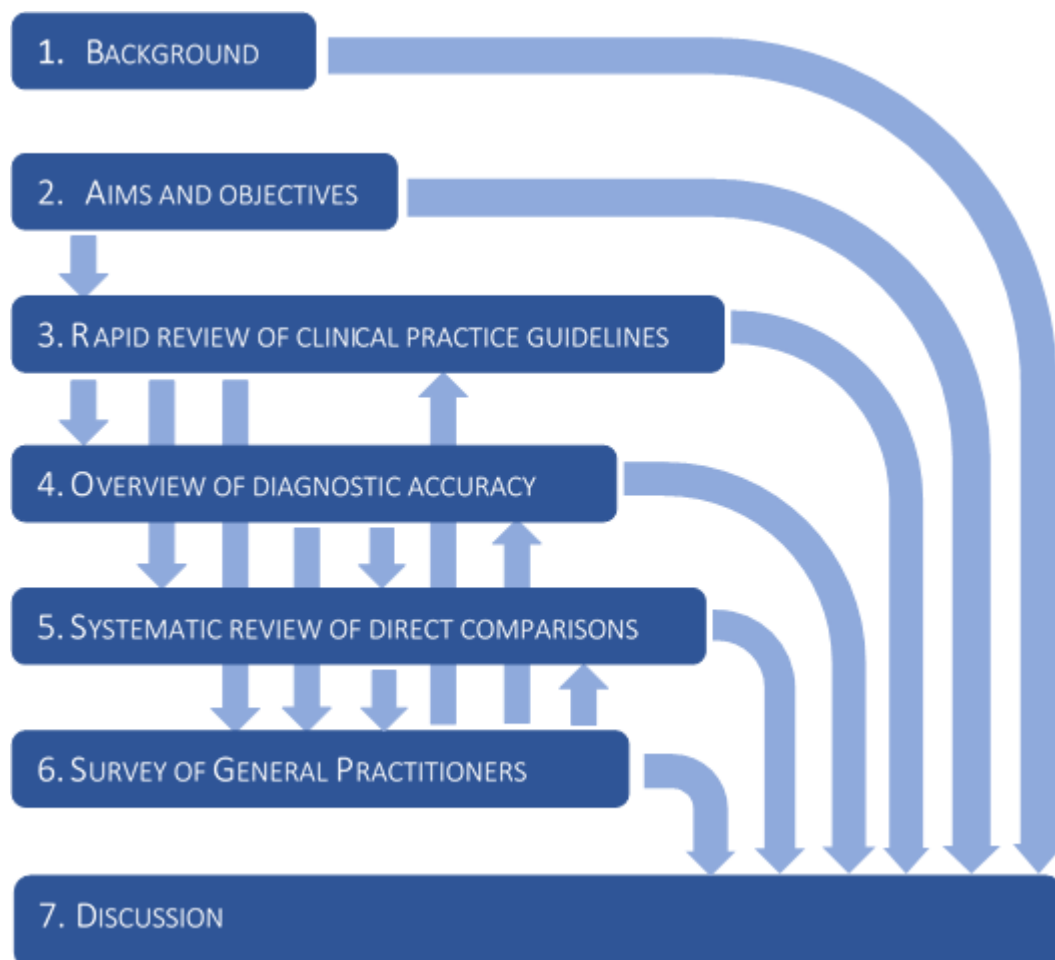 1. Background
2. Aims and objectives
3. Rapid review of clinical practice guidelines
4. Overview of diagnostic accuracy
5. Systematic review of direct comparisons
6. Survey of General Practitioners
7. Discussion